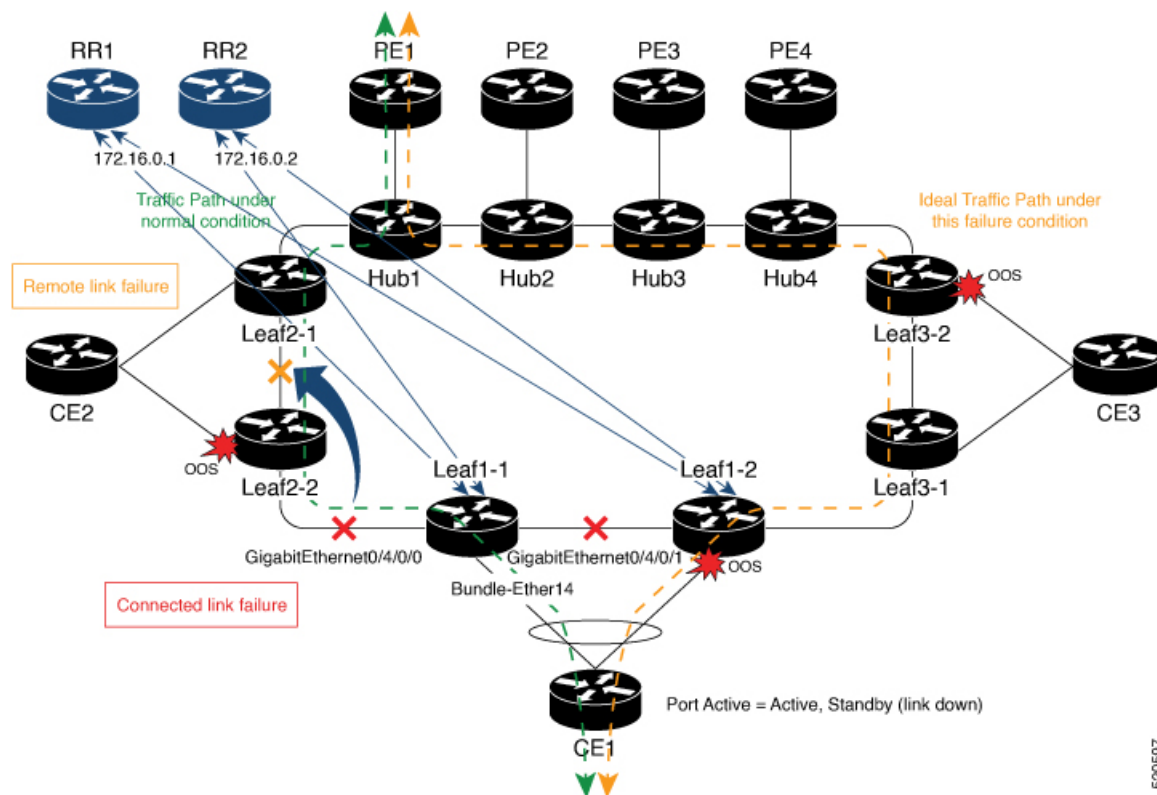 RR1
RR2
PE1
PE2
PE3
PE4
172.16.0.1
172.16.0.2
Traffic Path under
normal condition
Ideal Traffic Path under
this failure condition
Hub1
Hub2
Hub3
Hub4
Remote link failure
OOS
Leaf2-1
Leaf3-2
CE2
CE3
OOS
Leaf2-2
Leaf1-1
Leaf1-2
Leaf3-1
GigabitEthernet0/4/0/0
GigabitEthernet0/4/0/1
OOS
Bundle-Ether14
Connected link failure
Port Active = Active, Standby (link down)
CE1